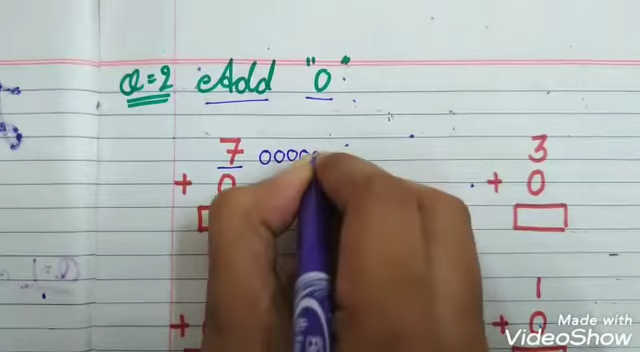 Q=2 Add "0"
7 0000 3
+ 0 + 0
1
+ + 0
Made with
VideoShow